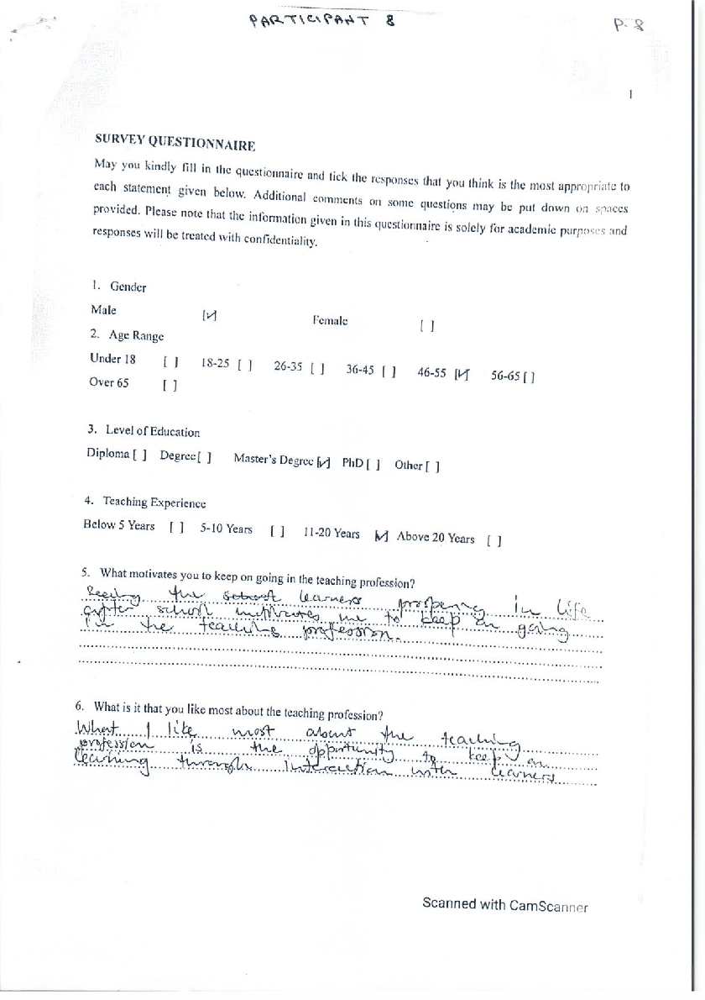 PARTICIPANT 8
P. 8
1
SURVEY QUESTIONNAIRE
May you kindly fill in the questionnaire and tick the responses that you think is the most appropriate to
each statement given below. Additional comments on some questions may be put down on spaces
provided. Please note that the information given in this questionnaire is solely for academic purposes and
responses will be treated with confidentiality.
1. Gender
Male [✓] Female [ ]
2. Age Range
Under 18 [ ] 18-25 [ ] 26-35 [ ] 36-45 [ ] 46-55 [✓] 56-65 [ ]
Over 65 [ ]
3. Level of Education
Diploma [ ] Degree [ ] Master's Degree [✓] PhD [ ] Other [ ]
4. Teaching Experience
Below 5 Years [ ] 5-10 Years [ ] 11-20 Years [✓] Above 20 Years [ ]
5. What motivates you to keep on going in the teaching profession?
Seeing the school learners prospering in life
after school motivates me to keep on going
in the teaching profession.
6. What is it that you like most about the teaching profession?
What I like most about the teaching
profession is the opportunity to keep on
learning through interaction with learners
Scanned with CamScanner